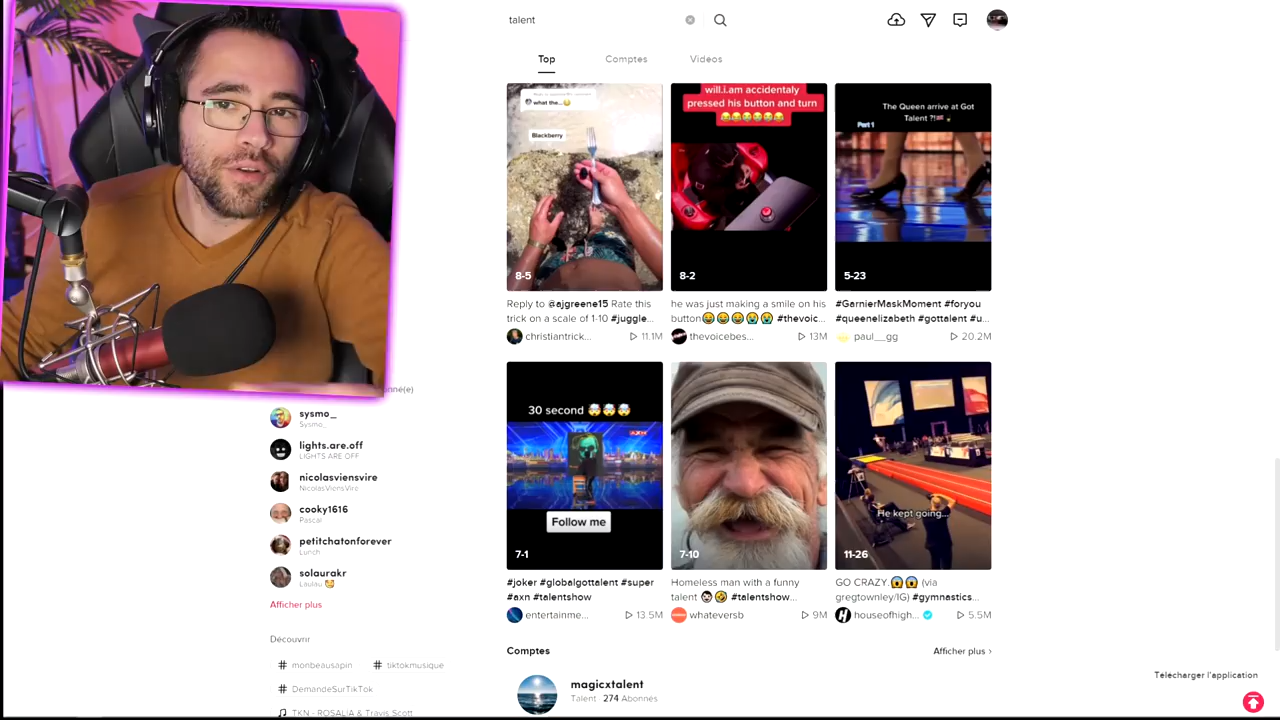 talent
Top
Comptes
Videos
what the...😂
Blackberry
8-5
will.i.am accidentaly
pressed his button and turn
😂😂😭😭😭😭
8-2
The Queen arrive at Got
Talent ?!🇬🇧
Part 1
5-23
Reply to @ajgreene15 Rate this
trick on a scale of 1-10 #juggle...
christiantrick...
11.1M
he was just making a smile on his
button😂😂😂😭😭 #thevoic...
thevoicebes...
13M
#GarnierMaskMoment #foryou
#queenelizabeth #gottalent #u...
paul__gg
20.2M
30 second 🤯🤯🤯
Follow me
7-1
7-10
He kept going...
11-26
#joker #globalgottalent #super
#axn #talentshow
entertainme...
13.5M
Homeless man with a funny
talent 🤣 #talentshow...
whateversb
9M
GO CRAZY.😱😱 (via
gregtownley/IG) #gymnastics...
houseofhigh...
5.5M
sysmo_
Sysmo_
lights.are.off
LIGHTS ARE OFF
nicolasviensvire
NicolasViensVire
cooky1616
Pascal
petitchatonforever
Lunch
solaurakr
Laulau
Afficher plus
Découvrir
# monbeausapin
# tiktokmusique
# DemandeSurTikTok
TKN - ROSALÍA & Travis Scott
Comptes
Afficher plus ›
magicxtalent
Talent · 274 Abonnés
Télécharger l'application